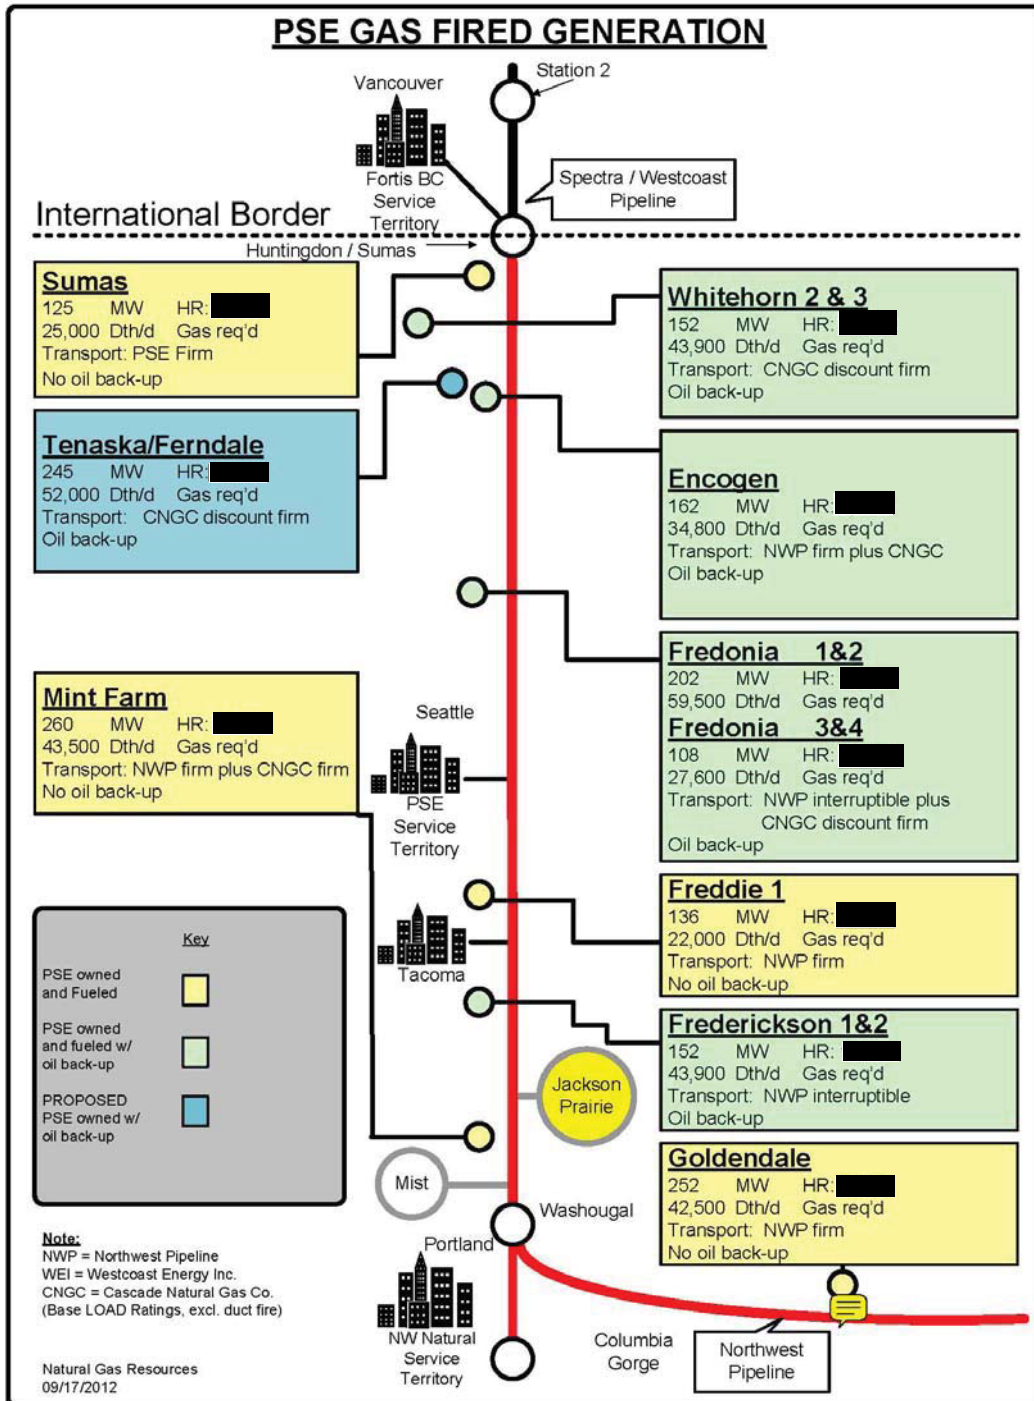 PSE GAS FIRED GENERATION
Station 2
Vancouver
Fortis BC
Service
Territory
Spectra / Westcoast
Pipeline
International Border
Huntingdon / Sumas
Sumas
125 MW HR:
25,000 Dth/d Gas req'd
Transport: PSE Firm
No oil back-up
Whitehorn 2 & 3
152 MW HR:
43,900 Dth/d Gas req'd
Transport: CNGC discount firm
Oil back-up
Tenaska/Ferndale
245 MW HR:
52,000 Dth/d Gas req'd
Transport: CNGC discount firm
Oil back-up
Encogen
162 MW HR:
34,800 Dth/d Gas req'd
Transport: NWP firm plus CNGC
Oil back-up
Fredonia 1&2
202 MW HR:
59,500 Dth/d Gas req'd
Fredonia 3&4
108 MW HR:
27,600 Dth/d Gas req'd
Transport: NWP interruptible plus
CNGC discount firm
Oil back-up
Mint Farm
260 MW HR:
43,500 Dth/d Gas req'd
Transport: NWP firm plus CNGC firm
No oil back-up
Seattle
PSE
Service
Territory
Freddie 1
136 MW HR:
22,000 Dth/d Gas req'd
Transport: NWP firm
No oil back-up
Tacoma
Key
PSE owned
and Fueled
PSE owned
and fueled w/
oil back-up
PROPOSED
PSE owned w/
oil back-up
Frederickson 1&2
152 MW HR:
43,900 Dth/d Gas req'd
Transport: NWP interruptible
Oil back-up
Jackson
Prairie
Mist
Goldendale
252 MW HR:
42,500 Dth/d Gas req'd
Transport: NWP firm
No oil back-up
Washougal
Portland
NW Natural
Service
Territory
Columbia
Gorge
Northwest
Pipeline
Note:
NWP = Northwest Pipeline
WEI = Westcoast Energy Inc.
CNGC = Cascade Natural Gas Co.
(Base LOAD Ratings, excl. duct fire)
Natural Gas Resources
09/17/2012